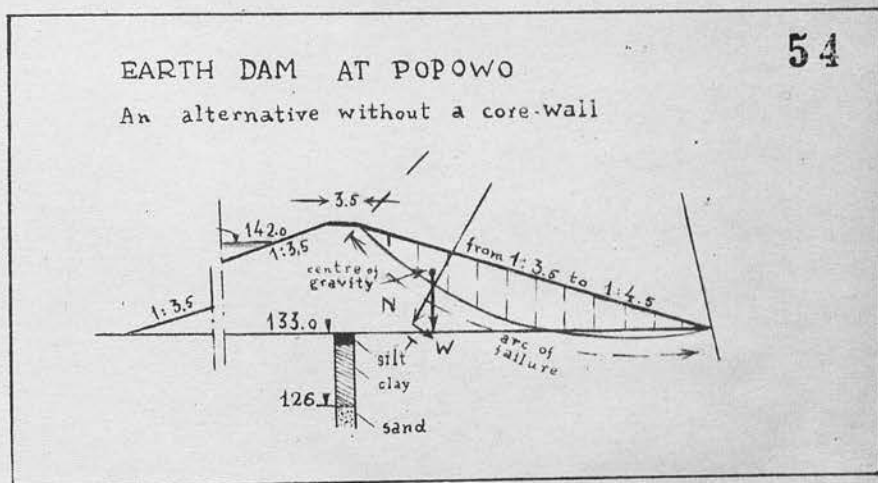 54
EARTH DAM AT POPOWO
An alternative without a core-wall
3.5
142.0
1:3,5
from 1:3.5 to 1:4.5
centre of
gravity
1:3.5
N
133.0
T
W
arc of
failure
silt
clay
126
sand